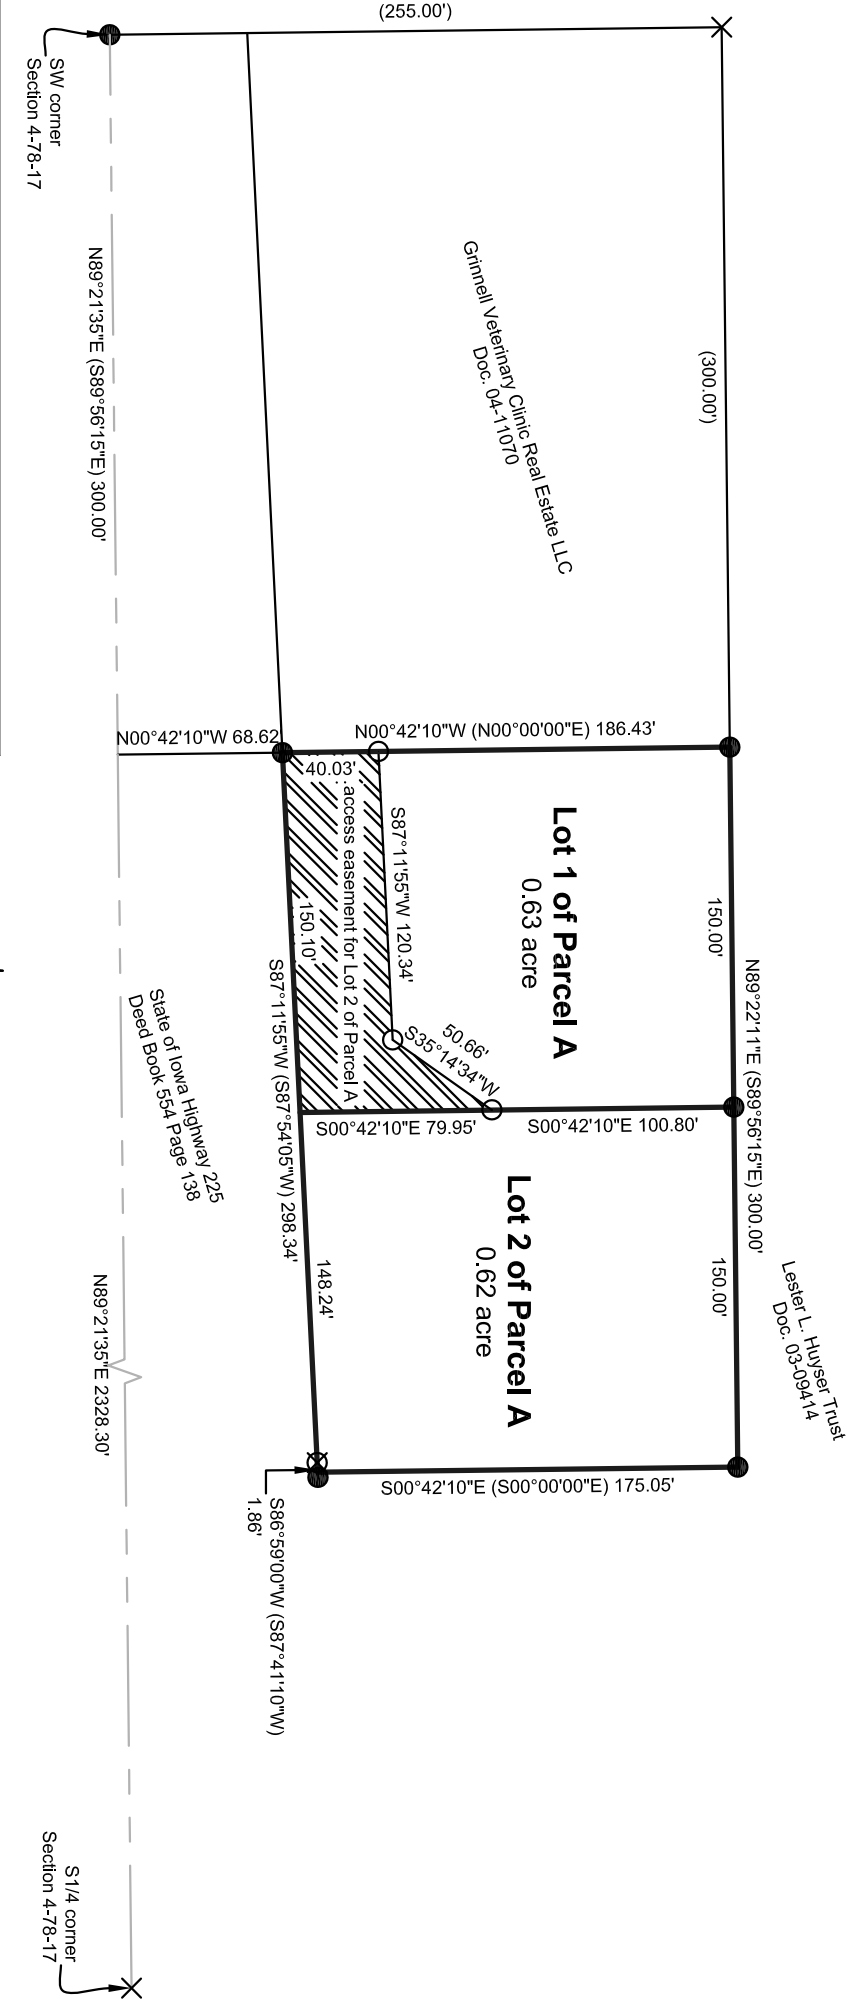 (255.00')
SW corner
Section 4-78-17
N89°21'35"E (S89°56'15"E) 300.00'
Grinnell Veterinary Clinic Real Estate LLC
Doc. 04-11070
(300.00')
N00°42'10"W 68.62
N00°42'10"W (N00°00'00"E) 186.43'
40.03'
access easement for Lot 2 of Parcel A
S87°11'55"W 120.34'
150.10'
Lot 1 of Parcel A
0.63 acre
150.00'
N89°22'11"E (S89°56'15"E) 300.00'
50.66'
S35°14'34"W
S87°11'55"W (S87°54'05"W) 298.34'
S00°42'10"E 79.95'
S00°42'10"E 100.80'
State of Iowa Highway 225
Deed Book 554 Page 138
Lot 2 of Parcel A
0.62 acre
148.24'
150.00'
Lester L. Huyser Trust
Doc. 03-09414
N89°21'35"E 2328.30'
S00°42'10"E (S00°00'00"E) 175.05'
S86°59'00"W (S87°41'10"W)
1.86'
S1/4 corner
Section 4-78-17